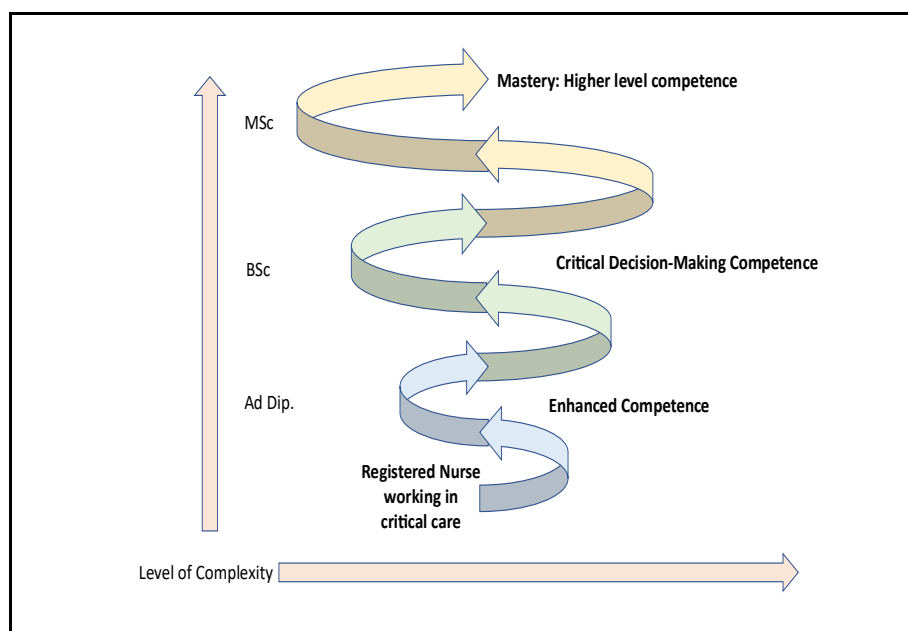 Mastery: Higher level competence
MSc
BSc
Critical Decision-Making Competence
Ad Dip.
Enhanced Competence
Registered Nurse
working in
critical care
Level of Complexity